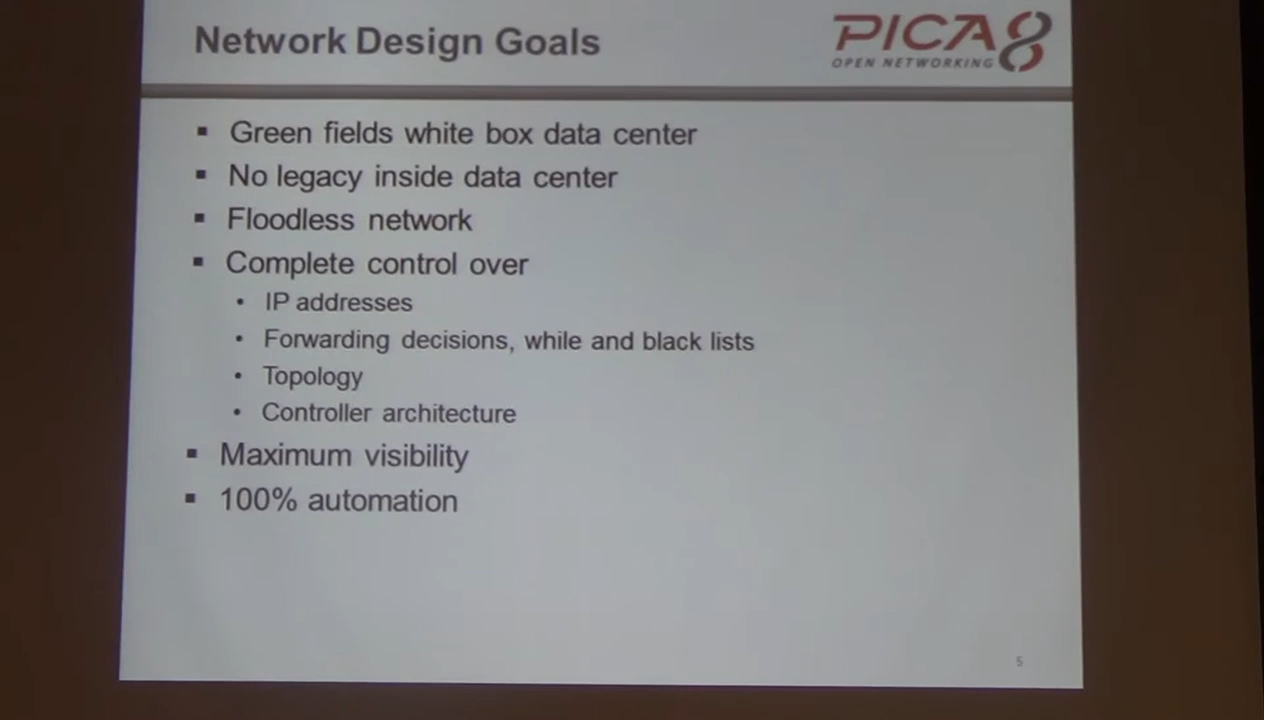 Network Design Goals
PICA8
OPEN NETWORKING
▪ Green fields white box data center
▪ No legacy inside data center
▪ Floodless network
▪ Complete control over
• IP addresses
• Forwarding decisions, while and black lists
• Topology
• Controller architecture
▪ Maximum visibility
▪ 100% automation
5